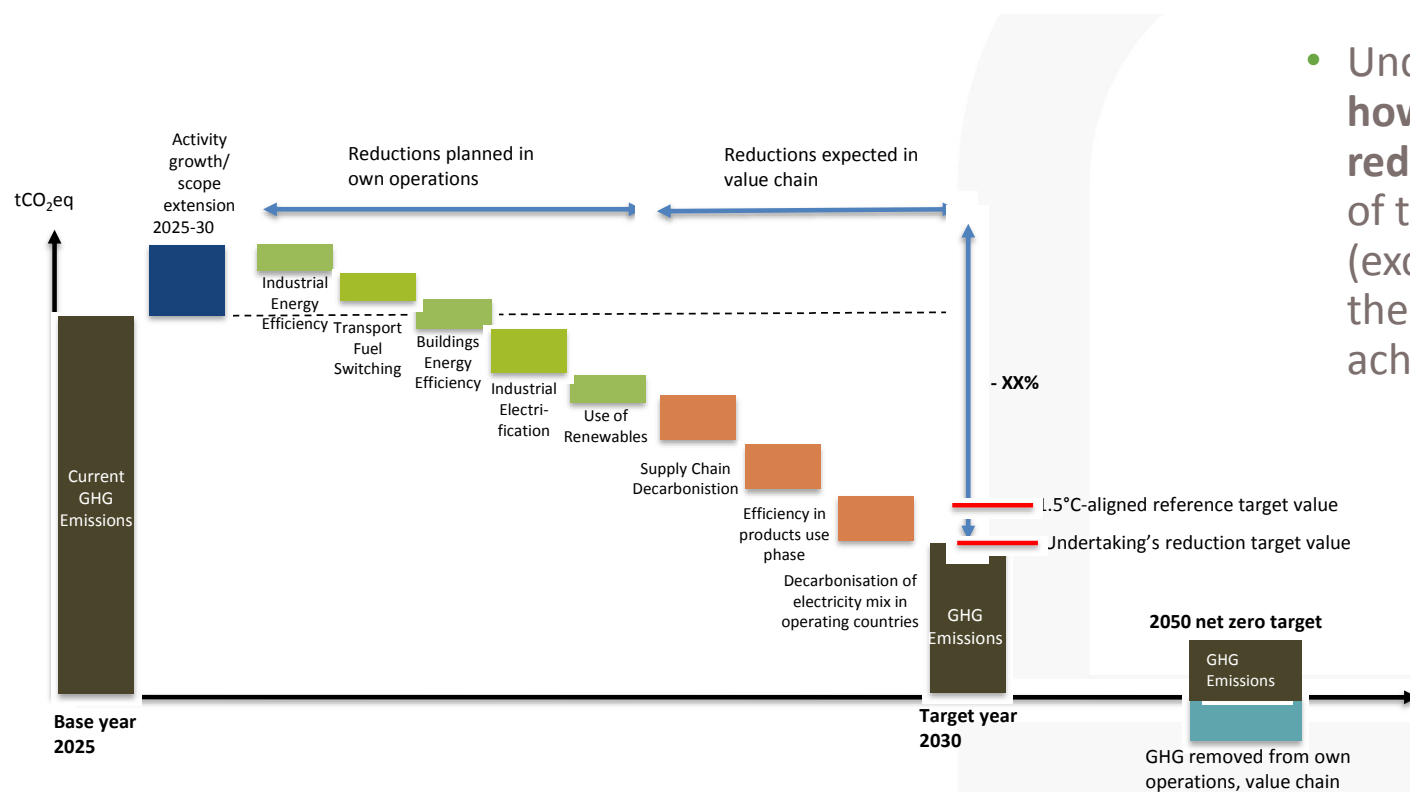 • Und
how
red
of t
(exc
the
ach
Activity
growth/
scope
extension
2025-30
Reductions planned in
own operations
Reductions expected in
value chain
tCO₂eq
Industrial
Energy
Efficiency
Transport
Fuel
Switching
Buildings
Energy
Efficiency
Industrial
Electri-
fication
Use of
Renewables
Supply Chain
Decarbonistion
Efficiency in
products use
phase
Decarbonisation of
electricity mix in
operating countries
- XX%
1.5°C-aligned reference target value
Undertaking's reduction target value
Current
GHG
Emissions
GHG
Emissions
2050 net zero target
GHG
Emissions
Base year
2025
Target year
2030
GHG removed from own
operations, value chain